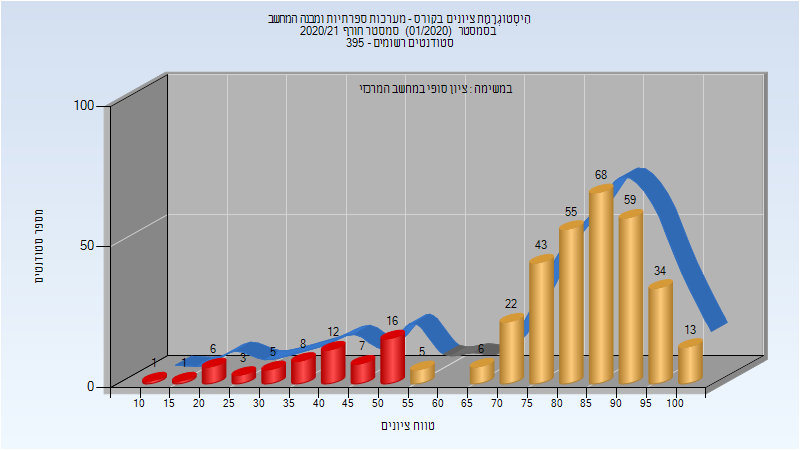 הִיסְטוֹגְרָמַת ציונים בקורס - מערכות ספרתיות ומבנה המחשב
בסמסטר (01/2020) סמסטר חורף 2020/21
סטודנטים רשומים - 395
במשימה : ציון סופי במחשב המרכזי
מספר סטודנטים
100
50
0
1 1 6 3 5 8 12 7 16 5 6 22 43 55 68 59 34 13
10 15 20 25 30 35 40 45 50 55 60 65 70 75 80 85 90 95 100
טווח ציונים